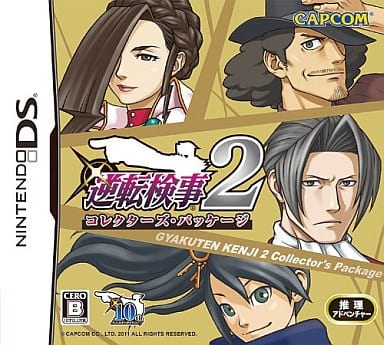 CAPCOM
NINTENDO DS
逆転検事2
コレクターズ・パッケージ
GYAKUTEN KENJI 2 Collector's Package
CERO
B
10th
推理
アドベンチャー
© CAPCOM CO., LTD. 2011 ALL RIGHTS RESERVED.